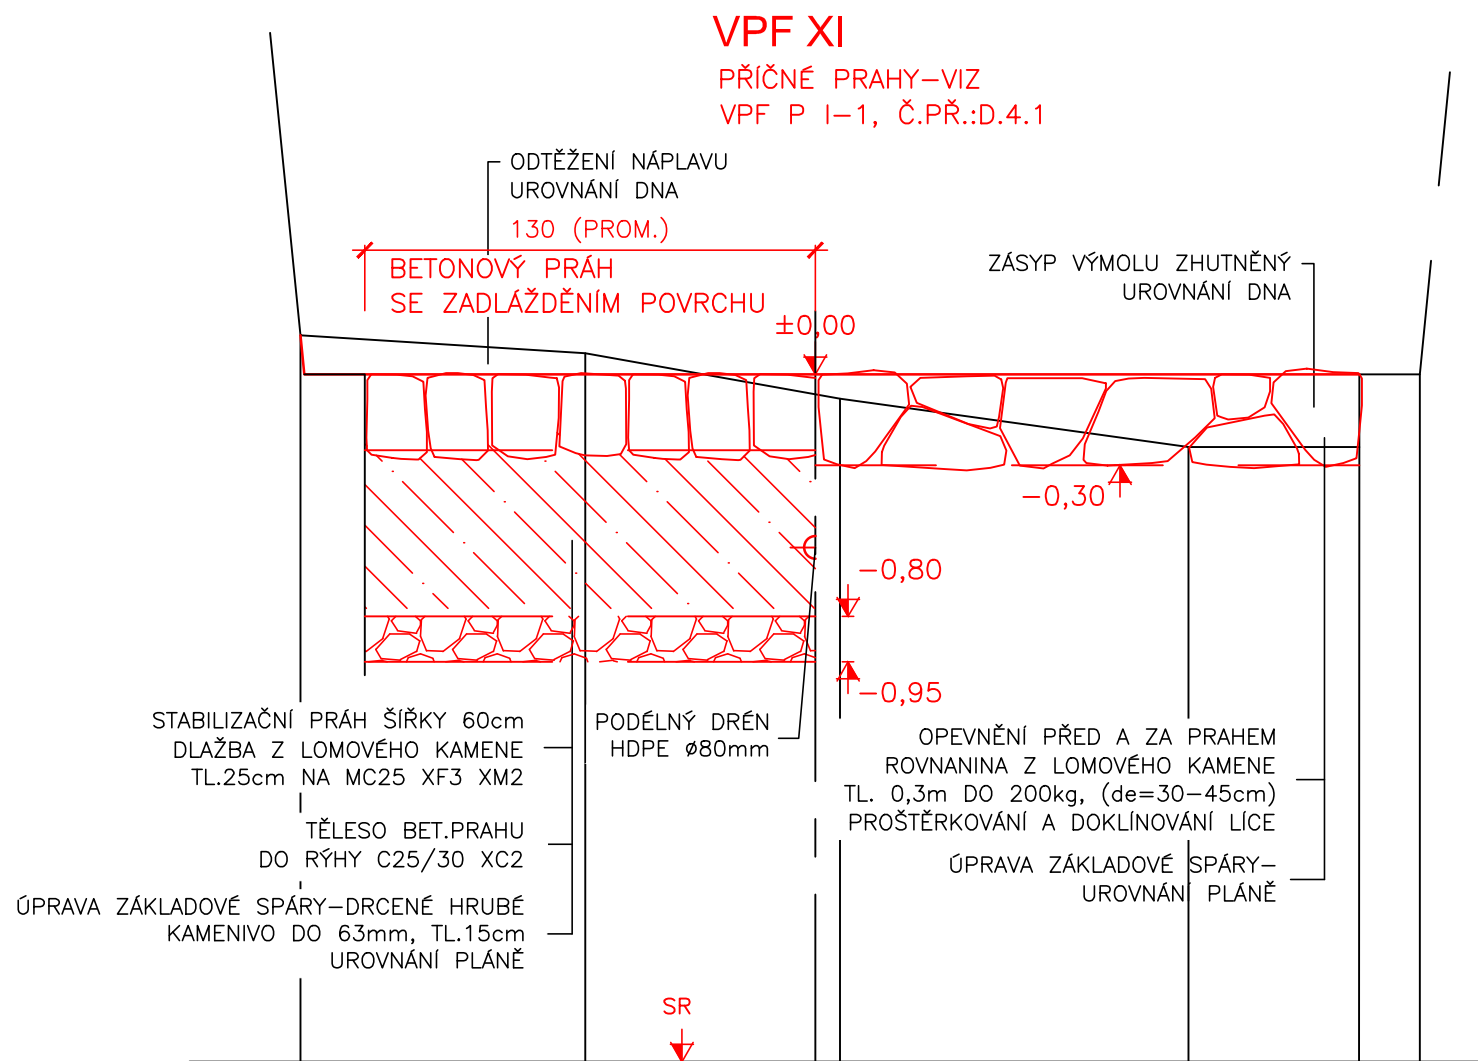 VPF XI
PŘÍČNÉ PRAHY-VIZ
VPF P I-1, Č.PŘ.:D.4.1
ODTĚŽENÍ NÁPLAVU
UROVNÁNÍ DNA
130 (PROM.)
BETONOVÝ PRÁH
SE ZADLÁŽDĚNÍM POVRCHU
ZÁSYP VÝMOLU ZHUTNĚNÝ
UROVNÁNÍ DNA
±0,00
-0,30
-0,80
-0,95
STABILIZAČNÍ PRÁH ŠÍŘKY 60cm
DLAŽBA Z LOMOVÉHO KAMENE
TL.25cm NA MC25 XF3 XM2
TĚLESO BET.PRAHU
DO RÝHY C25/30 XC2
ÚPRAVA ZÁKLADOVÉ SPÁRY-DRCENÉ HRUBÉ
KAMENIVO DO 63mm, TL.15cm
UROVNÁNÍ PLÁNĚ
PODÉLNÝ DRÉN
HDPE ø80mm
OPEVNĚNÍ PŘED A ZA PRAHEM
ROVNANINA Z LOMOVÉHO KAMENE
TL. 0,3m DO 200kg, (de=30-45cm)
PROŠTĚRKOVÁNÍ A DOKLÍNOVÁNÍ LÍCE
ÚPRAVA ZÁKLADOVÉ SPÁRY-
UROVNÁNÍ PLÁNĚ
SR